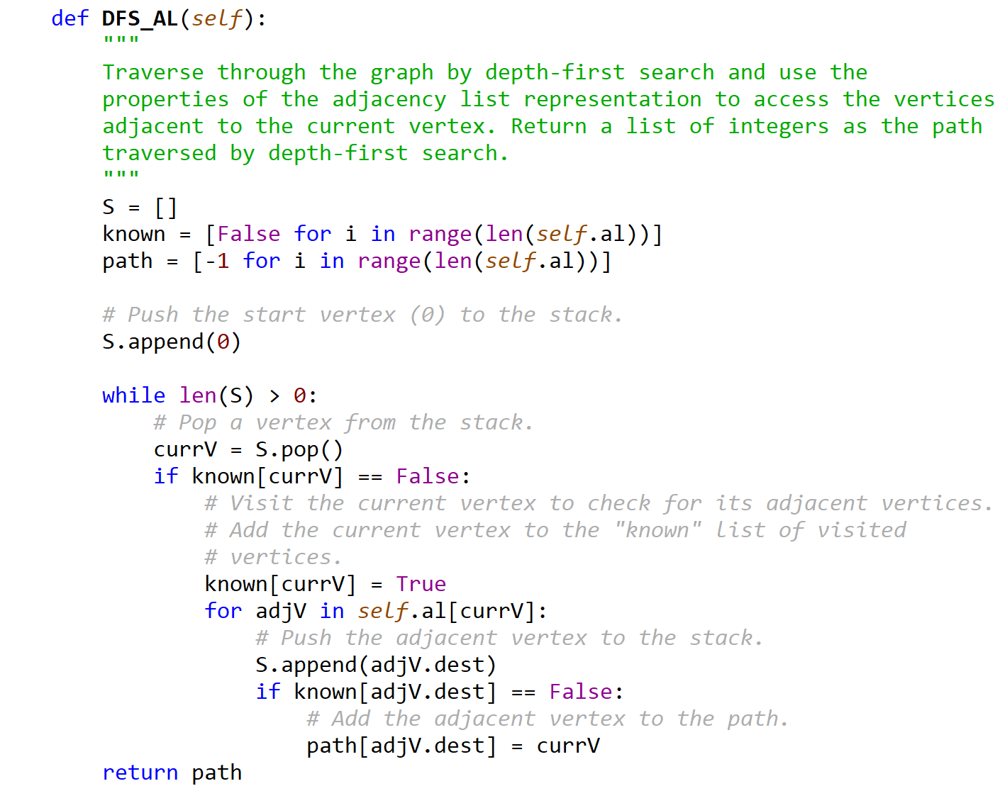 def DFS_AL(self):
    """
    Traverse through the graph by depth-first search and use the
    properties of the adjacency list representation to access the vertices
    adjacent to the current vertex. Return a list of integers as the path
    traversed by depth-first search.
    """
    S = []
    known = [False for i in range(len(self.al))]
    path = [-1 for i in range(len(self.al))]

    # Push the start vertex (0) to the stack.
    S.append(0)

    while len(S) > 0:
        # Pop a vertex from the stack.
        currV = S.pop()
        if known[currV] == False:
            # Visit the current vertex to check for its adjacent vertices.
            # Add the current vertex to the "known" list of visited
            # vertices.
            known[currV] = True
            for adjV in self.al[currV]:
                # Push the adjacent vertex to the stack.
                S.append(adjV.dest)
                if known[adjV.dest] == False:
                    # Add the adjacent vertex to the path.
                    path[adjV.dest] = currV
    return path